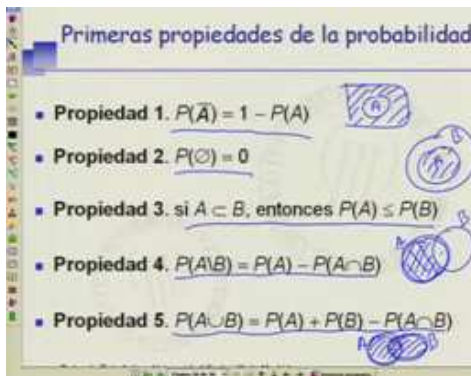 Primeras propiedades de la probabilidad
▪ Propiedad 1. P(A̅) = 1 – P(A)
A
▪ Propiedad 2. P(∅) = 0
▪ Propiedad 3. si A ⊂ B, entonces P(A) ≤ P(B)
▪ Propiedad 4. P(A\B) = P(A) – P(A∩B)
A B
▪ Propiedad 5. P(A∪B) = P(A) + P(B) – P(A∩B)
A B